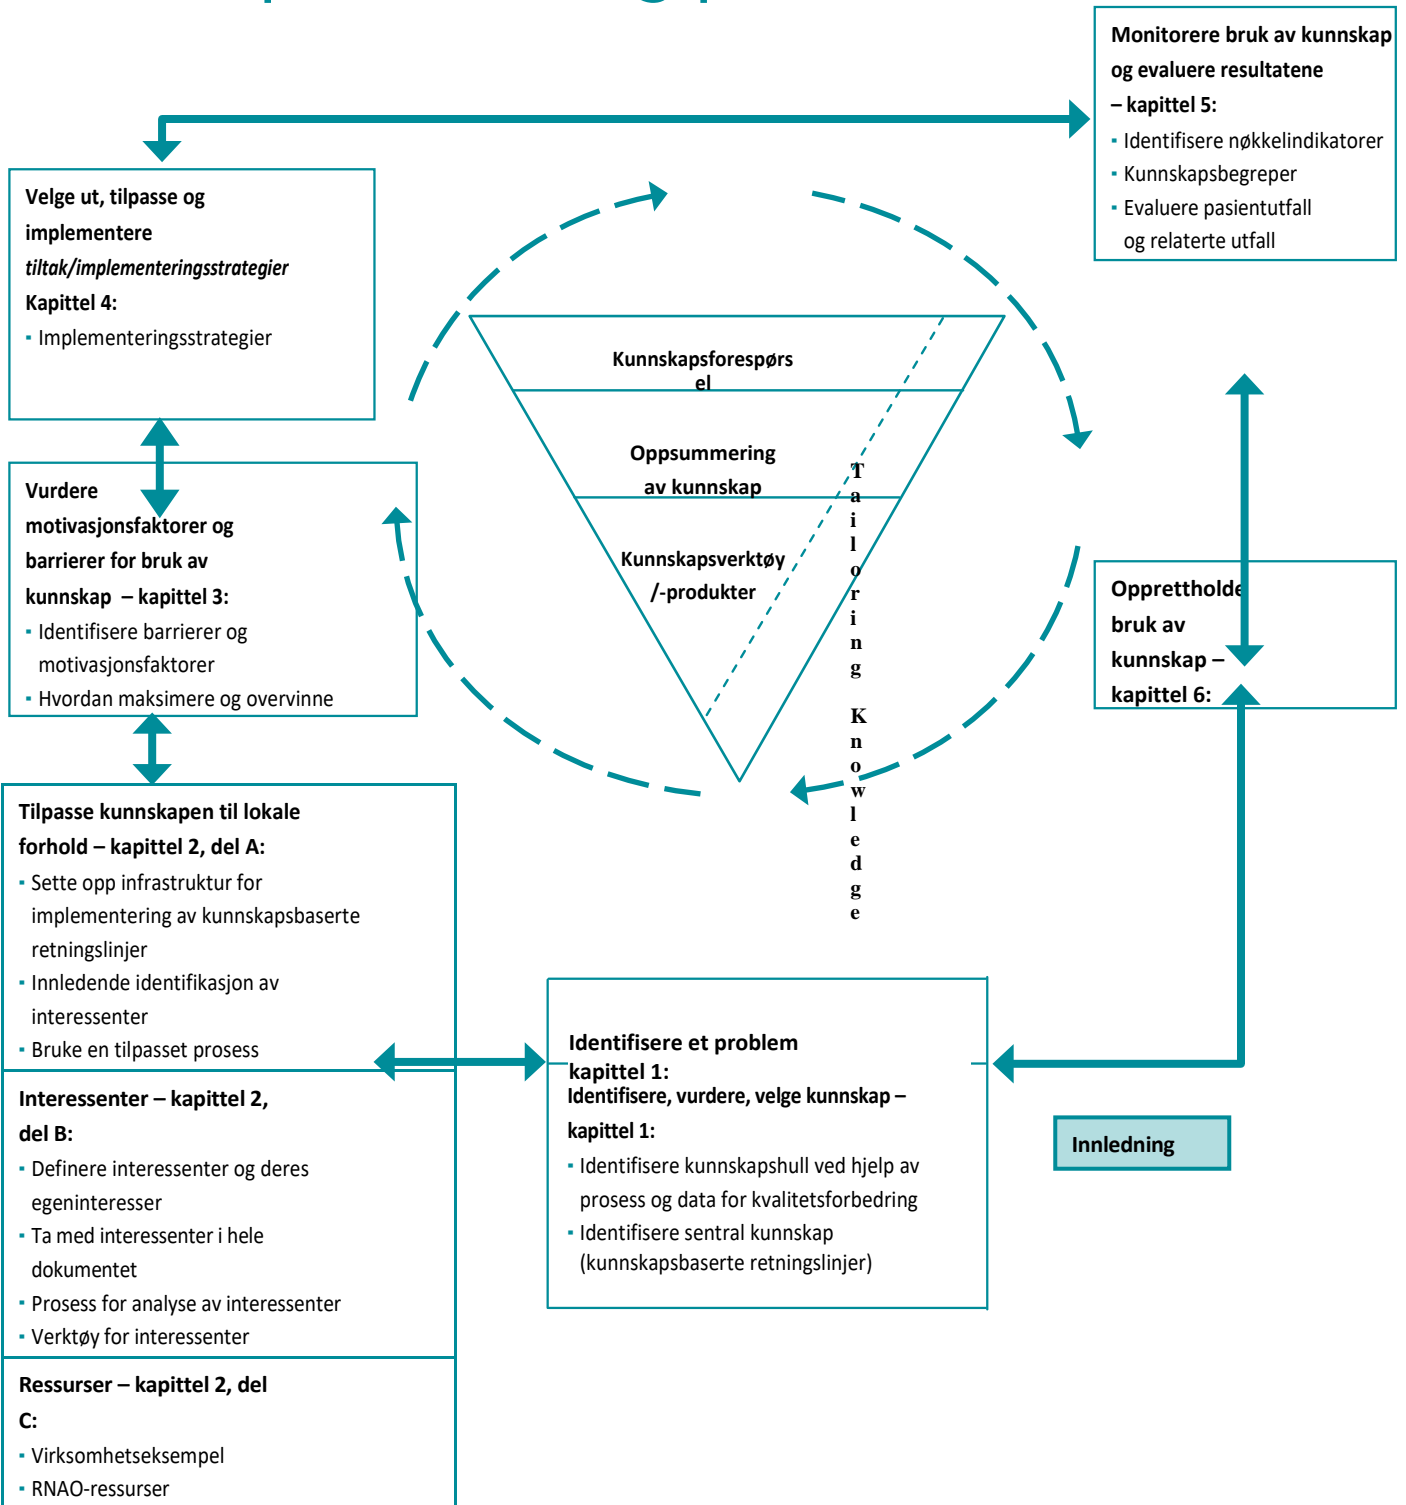 Monitorere bruk av kunnskap
og evaluere resultatene
– kapittel 5:
▪ Identifisere nøkkelindikatorer
▪ Kunnskapsbegreper
▪ Evaluere pasientutfall
og relaterte utfall
Velge ut, tilpasse og
implementere
tiltak/implementeringsstrategier
Kapittel 4:
▪ Implementeringsstrategier
Kunnskapsforespørs
el
Oppsummering
av kunnskap
Kunnskapsverktøy
/-produkter
T
a
i
l
o
r
i
n
g
K
n
o
w
l
e
d
g
e
Vurdere
motivasjonsfaktorer og
barrierer for bruk av
kunnskap – kapittel 3:
▪ Identifisere barrierer og
motivasjonsfaktorer
▪ Hvordan maksimere og overvinne
Opprettholde
bruk av
kunnskap –
kapittel 6:
Tilpasse kunnskapen til lokale
forhold – kapittel 2, del A:
▪ Sette opp infrastruktur for
implementering av kunnskapsbaserte
retningslinjer
▪ Innledende identifikasjon av
interessenter
▪ Bruke en tilpasset prosess
Interessenter – kapittel 2,
del B:
▪ Definere interessenter og deres
egeninteresser
▪ Ta med interessenter i hele
dokumentet
▪ Prosess for analyse av interessenter
▪ Verktøy for interessenter
Ressurser – kapittel 2, del
C:
▪ Virksomhetseksempel
▪ RNAO-ressurser
Identifisere et problem
kapittel 1:
Identifisere, vurdere, velge kunnskap –
kapittel 1:
▪ Identifisere kunnskapshull ved hjelp av
prosess og data for kvalitetsforbedring
▪ Identifisere sentral kunnskap
(kunnskapsbaserte retningslinjer)
Innledning